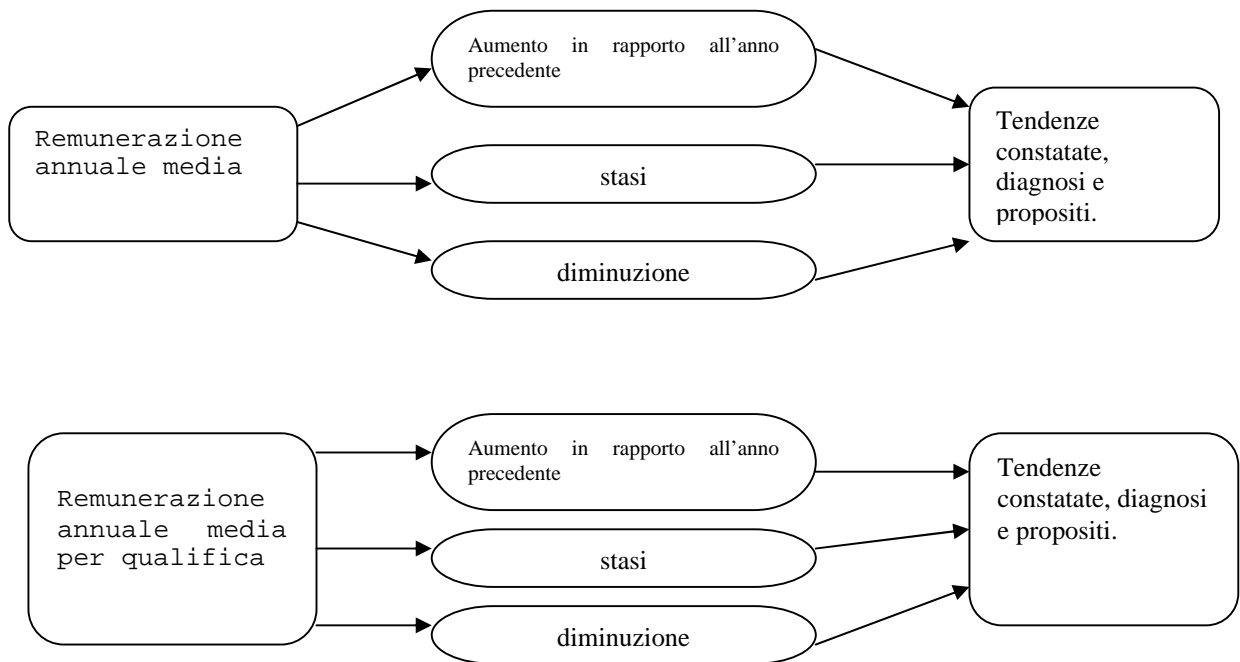 Aumento in rapporto all'anno
precedente
Remunerazione
annuale media
stasi
diminuzione
Tendenze
constatate,
diagnosi e
propositi.
Aumento in rapporto all'anno
precedente
Remunerazione
annuale media
per qualifica
stasi
diminuzione
Tendenze
constatate, diagnosi
e propositi.